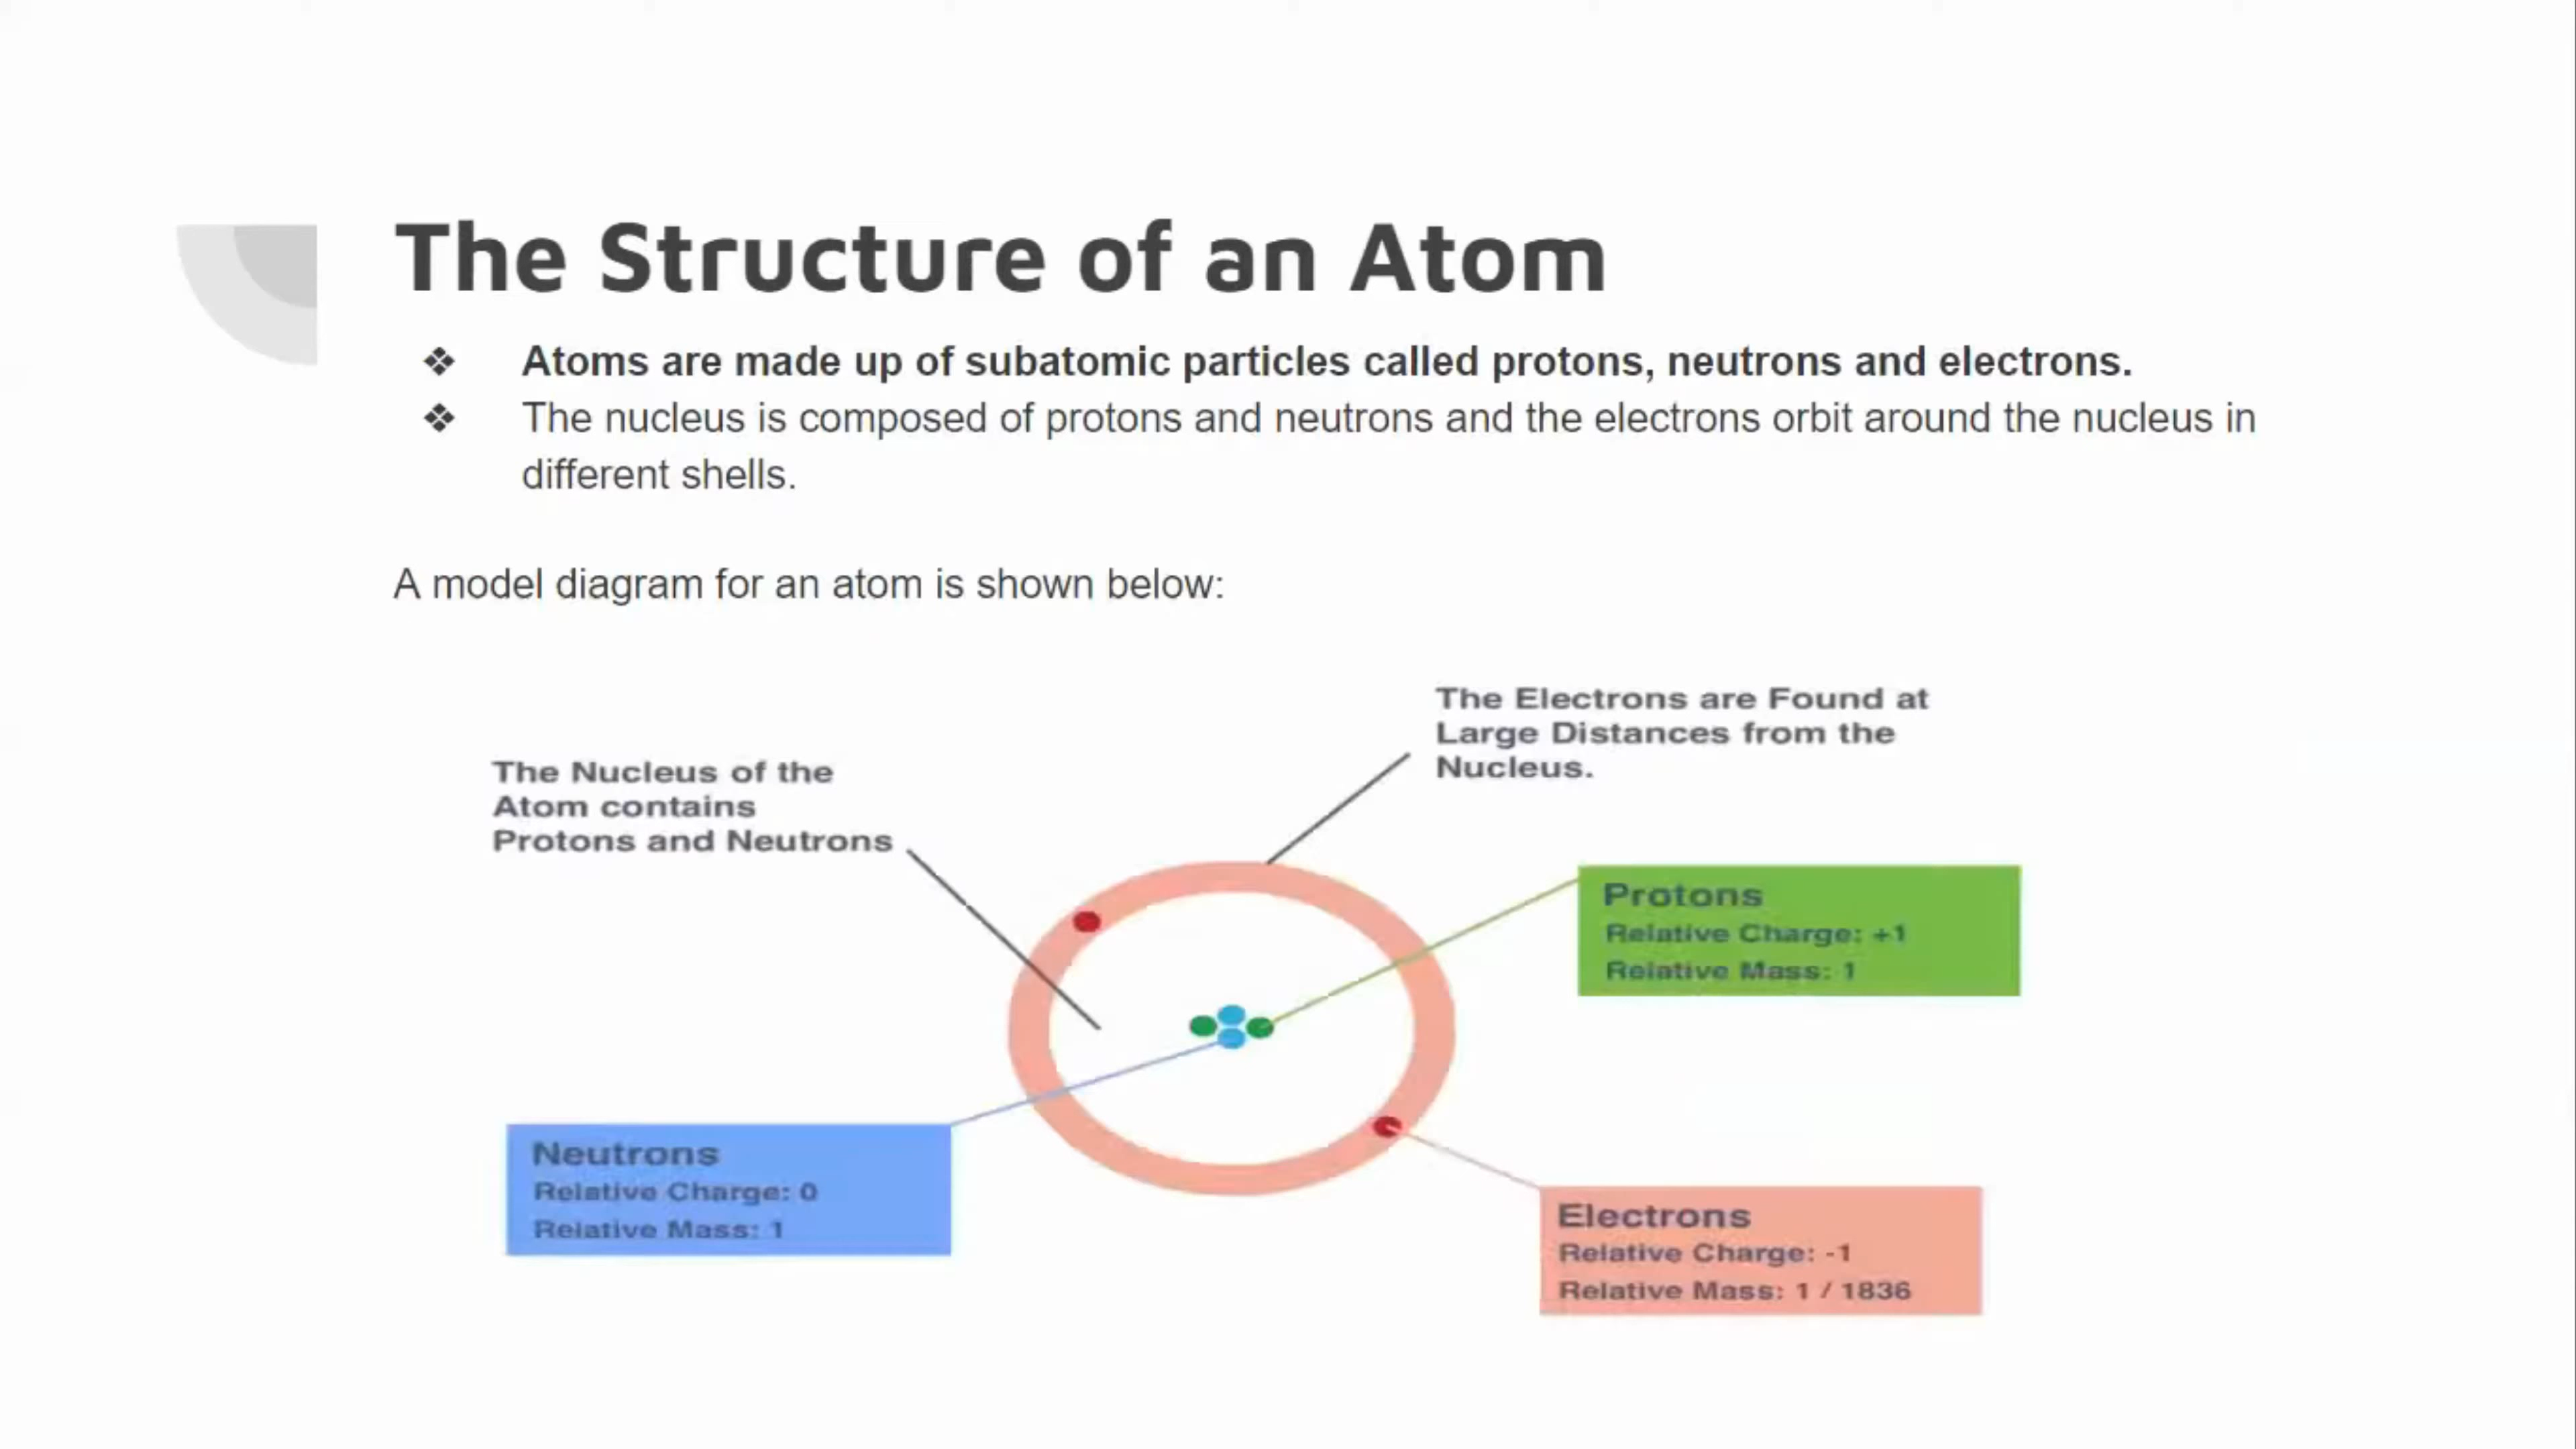 The Structure of an Atom
❖ Atoms are made up of subatomic particles called protons, neutrons and electrons.
❖ The nucleus is composed of protons and neutrons and the electrons orbit around the nucleus in
different shells.
A model diagram for an atom is shown below:
The Electrons are Found at
Large Distances from the
Nucleus.
The Nucleus of the
Atom contains
Protons and Neutrons
Protons
Relative Charge: +1
Relative Mass: 1
Neutrons
Relative Charge: 0
Relative Mass: 1
Electrons
Relative Charge: -1
Relative Mass: 1 / 1836